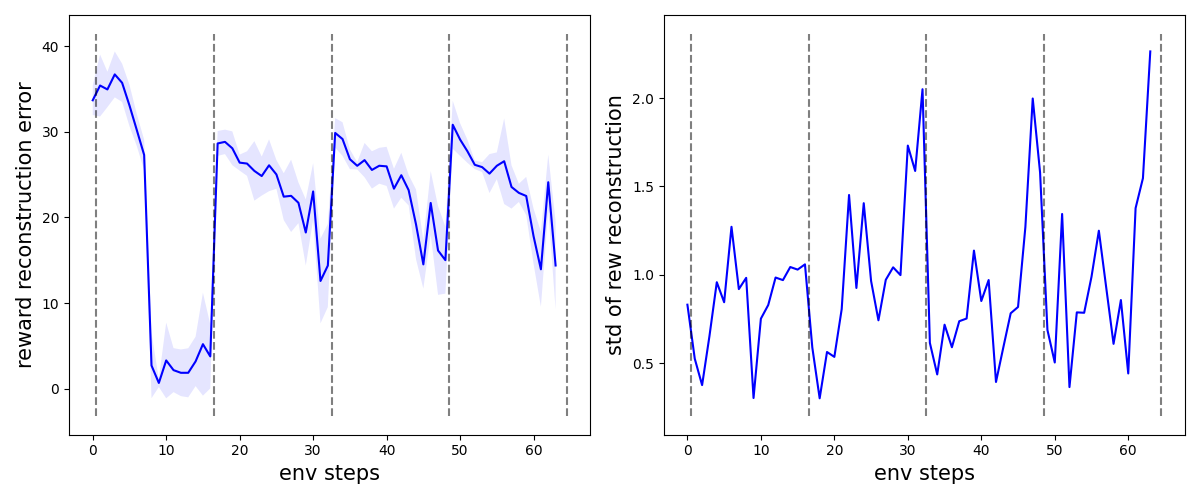 reward reconstruction error
40
30
20
10
0
0 10 20 30 40 50 60
env steps
std of rew reconstruction
2.0
1.5
1.0
0.5
0 10 20 30 40 50 60
env steps